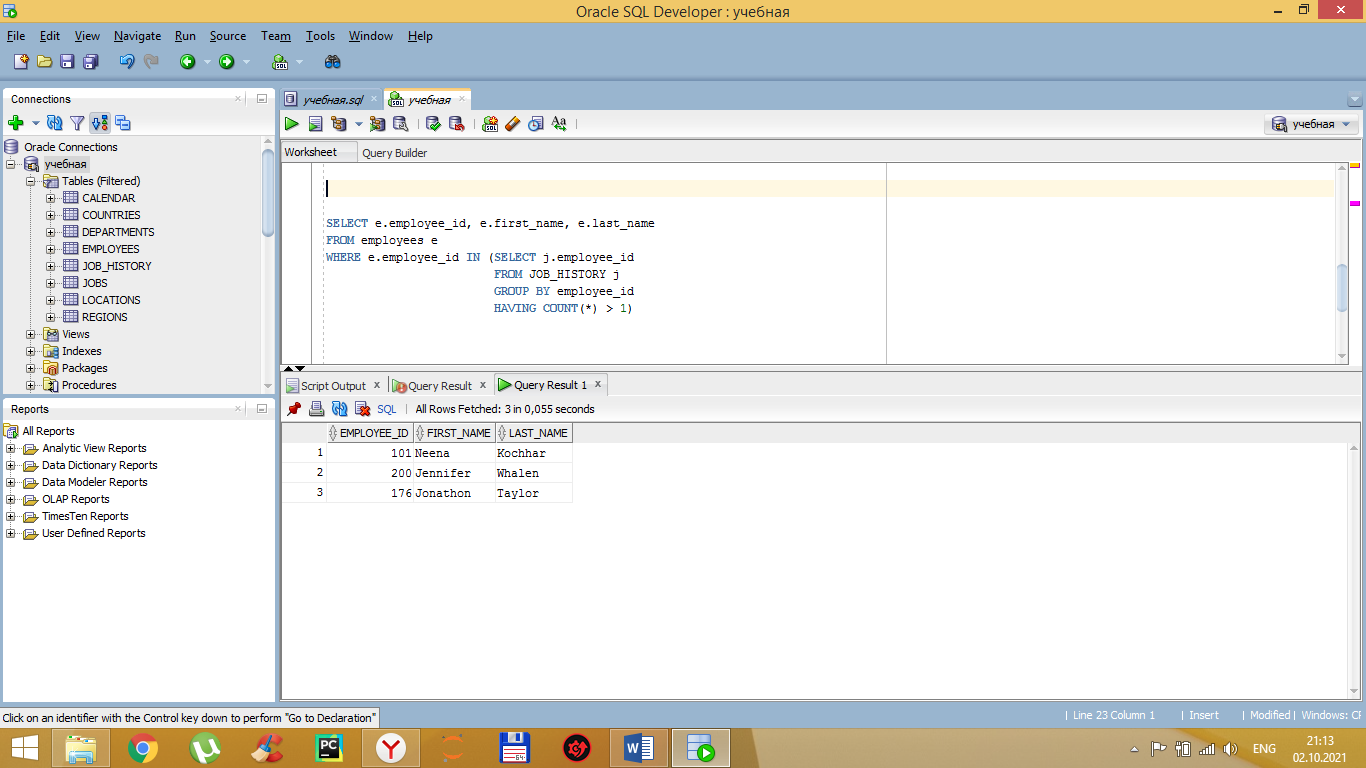 Oracle SQL Developer : учебная
File Edit View Navigate Run Source Team Tools Window Help
Connections
Oracle Connections
учебная
Tables (Filtered)
CALENDAR
COUNTRIES
DEPARTMENTS
EMPLOYEES
JOB_HISTORY
JOBS
LOCATIONS
REGIONS
Views
Indexes
Packages
Procedures
Reports
All Reports
Analytic View Reports
Data Dictionary Reports
Data Modeler Reports
OLAP Reports
TimesTen Reports
User Defined Reports
учебная.sql учебная
учебная
Worksheet Query Builder
SELECT e.employee_id, e.first_name, e.last_name
FROM employees e
WHERE e.employee_id IN (SELECT j.employee_id
FROM JOB_HISTORY j
GROUP BY employee_id
HAVING COUNT(*) > 1)
Script Output x Query Result x Query Result 1 x
SQL | All Rows Fetched: 3 in 0,055 seconds
EMPLOYEE_ID FIRST_NAME LAST_NAME
1 101 Neena Kochhar
2 200 Jennifer Whalen
3 176 Jonathon Taylor
Click on an identifier with the Control key down to perform "Go to Declaration"
| Line 23 Column 1 | Insert | Modified | Windows: CF
PC
Y
64
W
ENG
21:13
02.10.2021